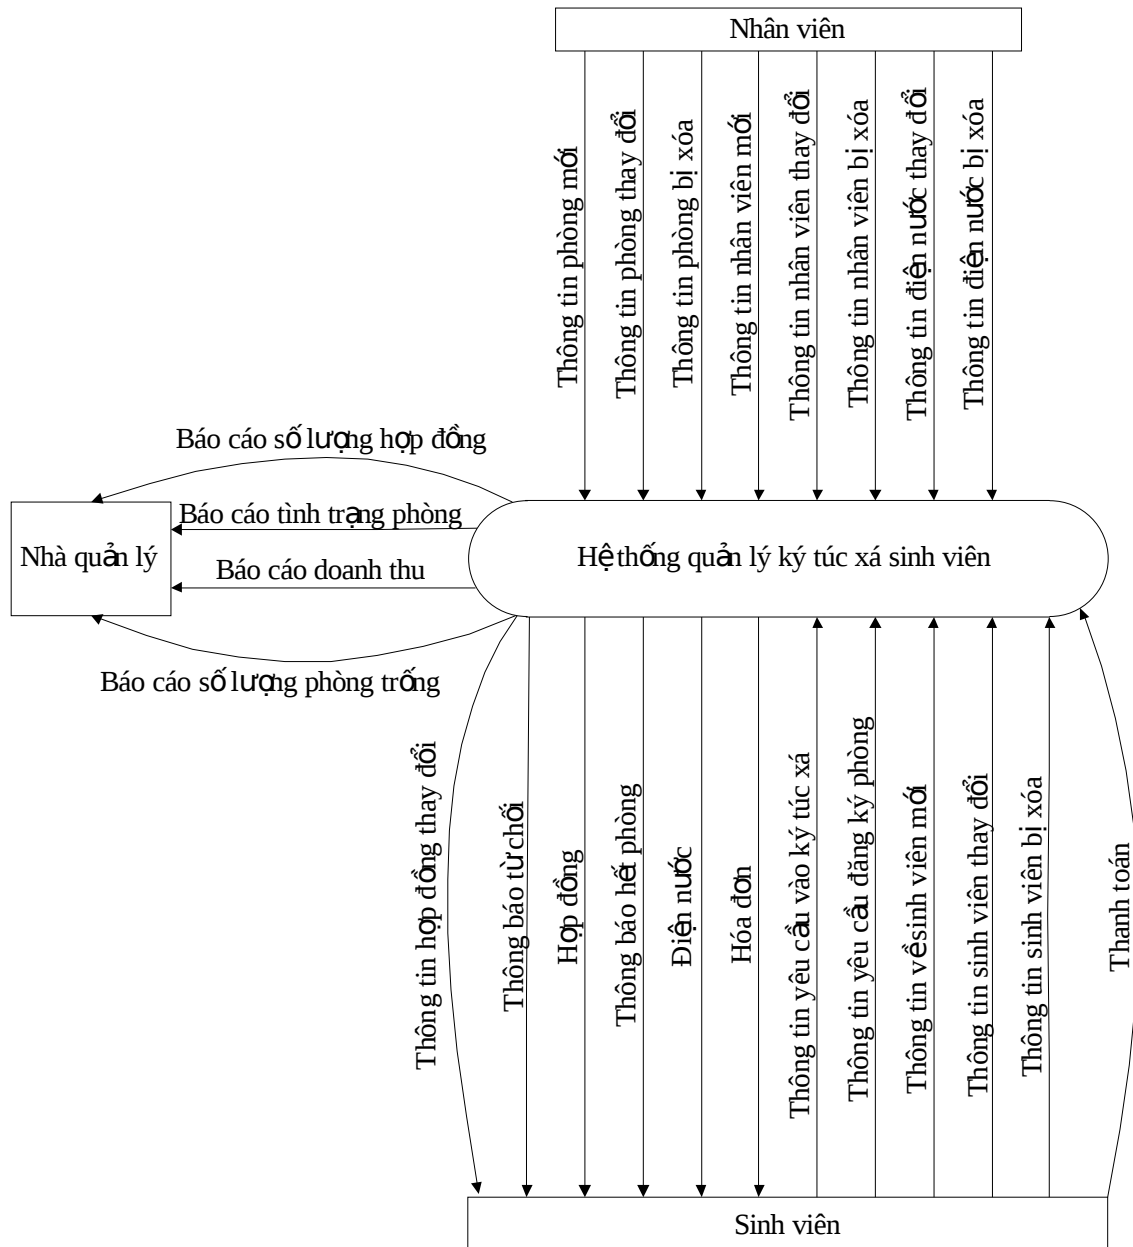 Nhân viên
Thông tin phòng mới
Thông tin phòng thay đổi
Thông tin phòng bị xóa
Thông tin nhân viên mới
Thông tin nhân viên thay đổi
Thông tin nhân viên bị xóa
Thông tin điện nước thay đổi
Thông tin điện nước bị xóa
Báo cáo số lượng hợp đồng
Báo cáo tình trạng phòng
Nhà quản lý
Báo cáo doanh thu
Báo cáo số lượng phòng trống
Hệ thống quản lý ký túc xá sinh viên
Thông tin hợp đồng thay đổi
Thông báo từ chối
Hợp đồng
Thông báo hết phòng
Điện nước
Hóa đơn
Thông tin yêu cầu vào ký túc xá
Thông tin yêu cầu đăng ký phòng
Thông tin về sinh viên mới
Thông tin sinh viên thay đổi
Thông tin sinh viên bị xóa
Thanh toán
Sinh viên